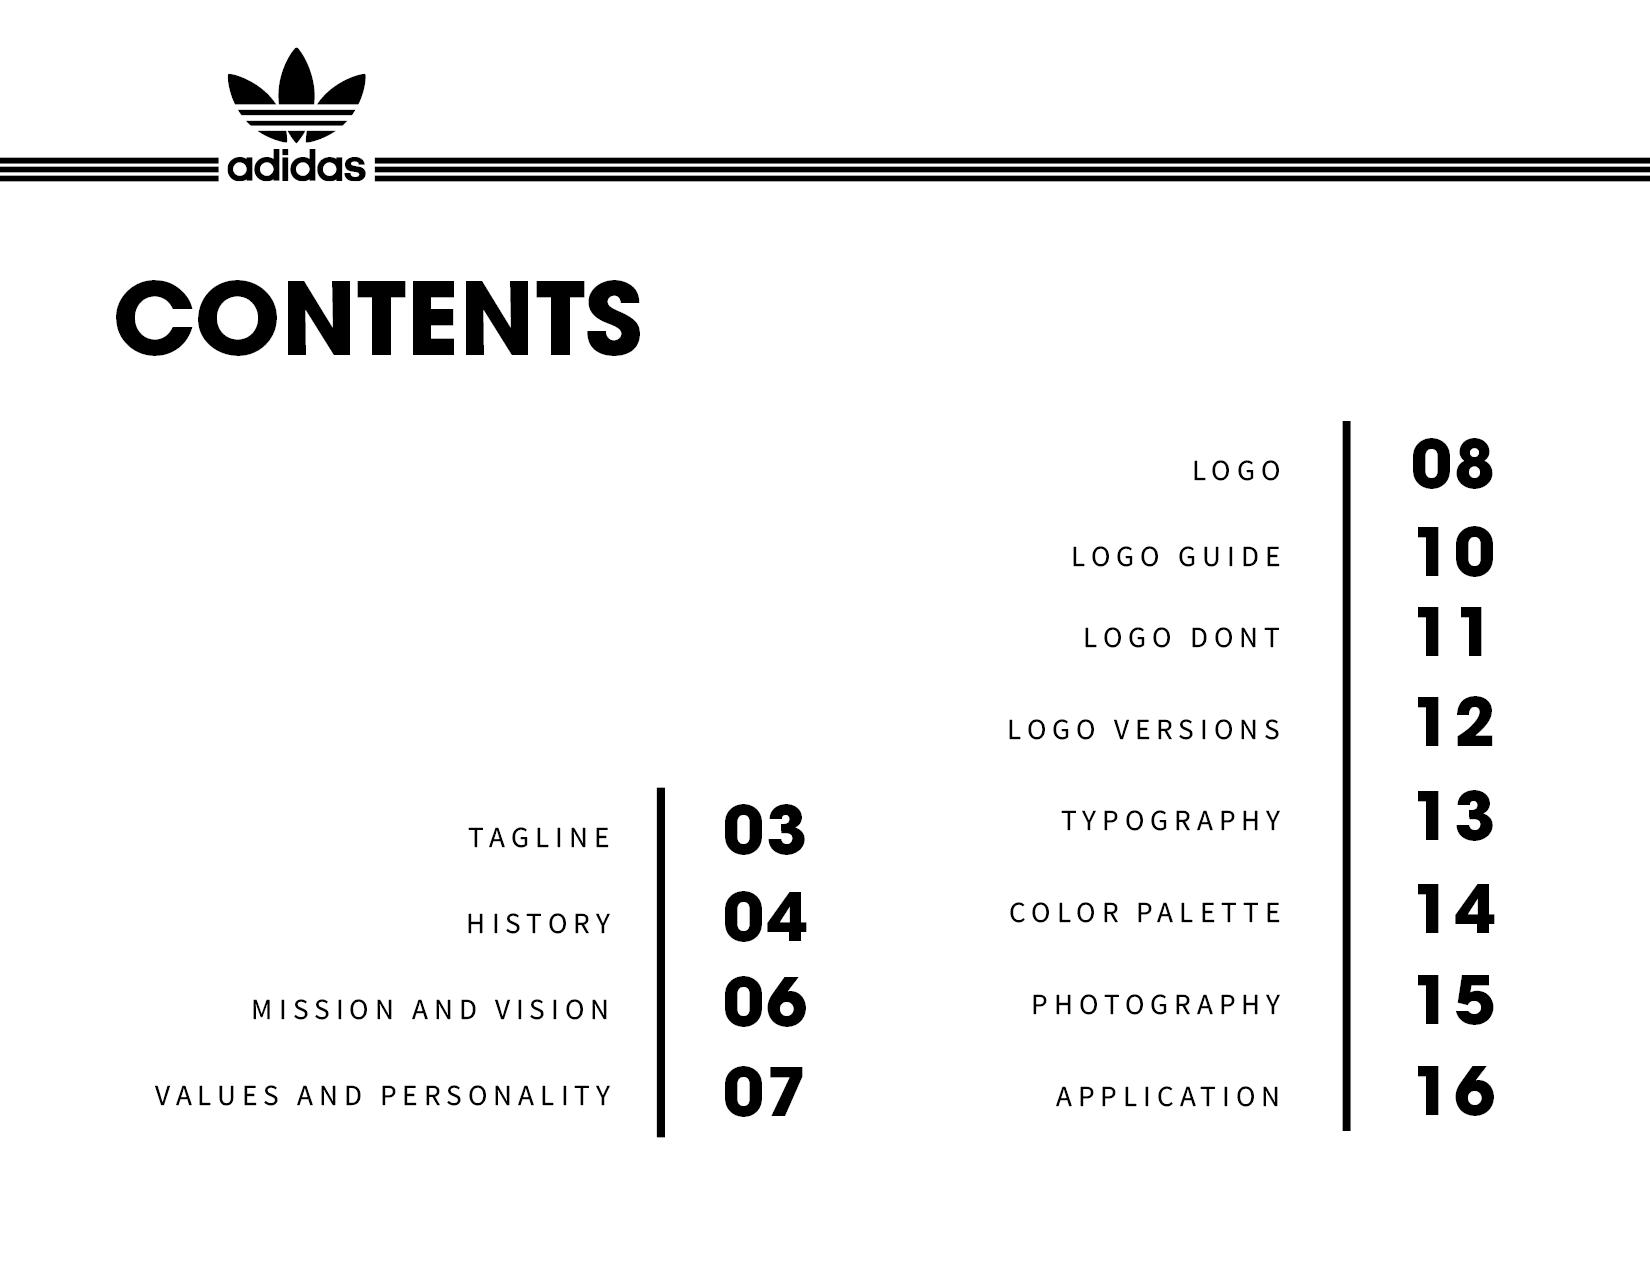 adidas
CONTENTS
TAGLINE 03
HISTORY 04
MISSION AND VISION 06
VALUES AND PERSONALITY 07
LOGO 08
LOGO GUIDE 10
LOGO DONT 11
LOGO VERSIONS 12
TYPOGRAPHY 13
COLOR PALETTE 14
PHOTOGRAPHY 15
APPLICATION 16